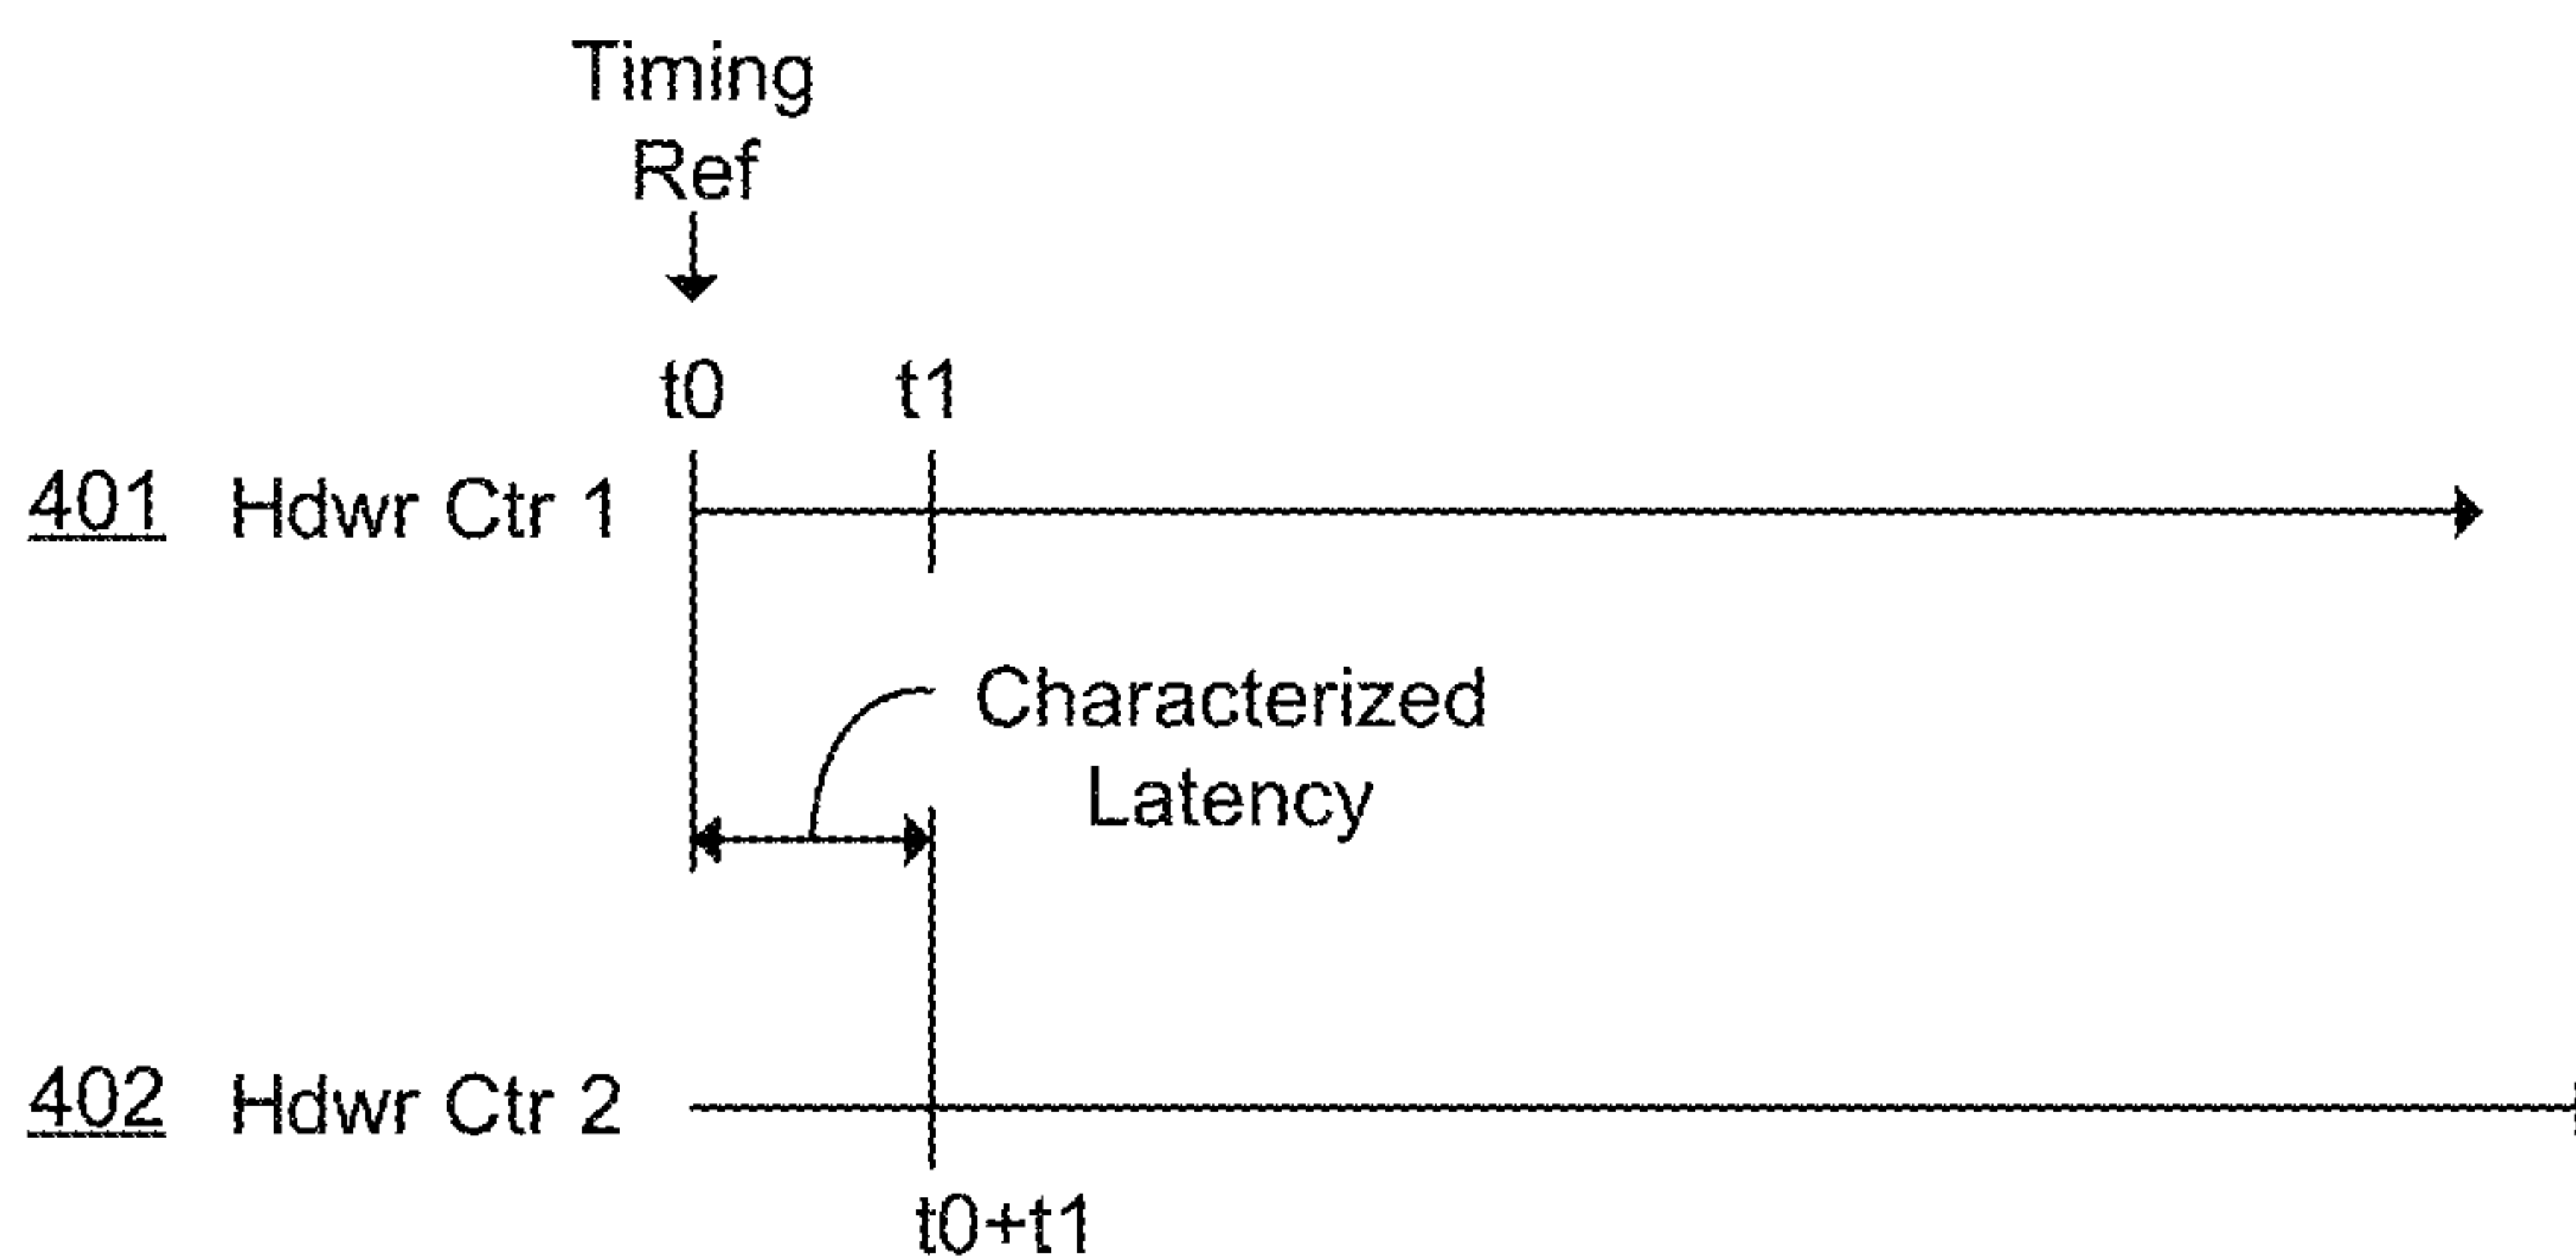 Timing
Ref
t0 t1
401 Hdwr Ctr 1
Characterized
Latency
402 Hdwr Ctr 2
t0+t1